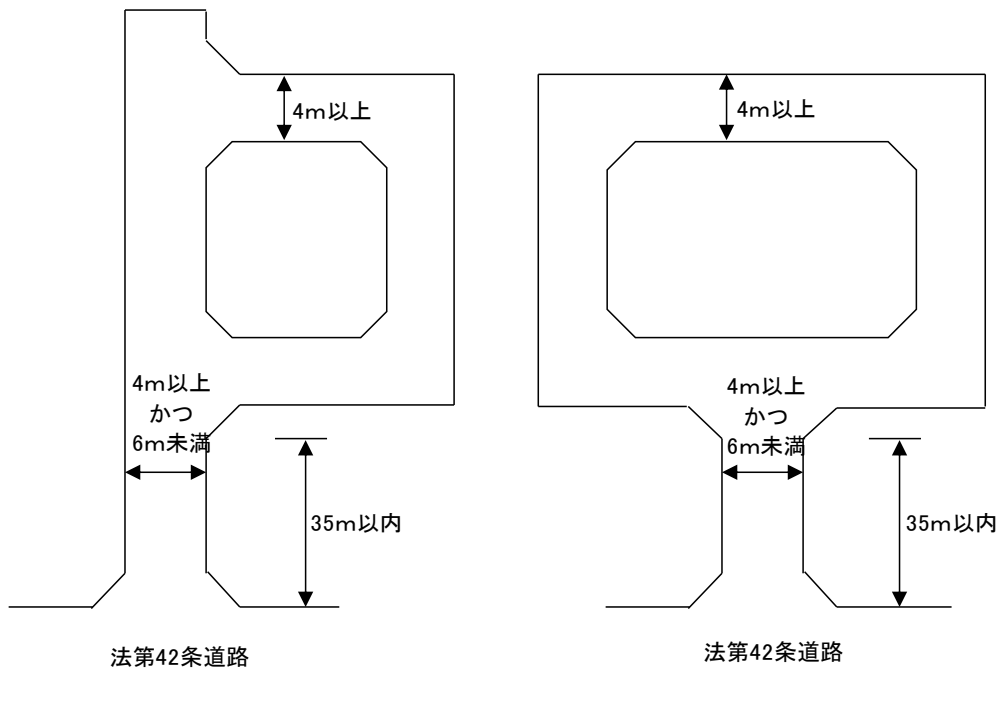 4m以上
4m以上
かつ
6m未満
35m以内
法第42条道路
4m以上
4m以上
かつ
6m未満
35m以内
法第42条道路